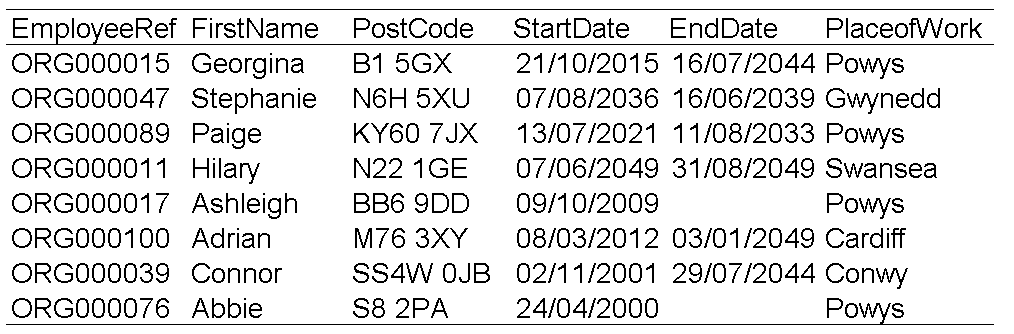 EmployeeRef FirstName PostCode StartDate EndDate PlaceofWork
ORG000015 Georgina B1 5GX 21/10/2015 16/07/2044 Powys
ORG000047 Stephanie N6H 5XU 07/08/2036 16/06/2039 Gwynedd
ORG000089 Paige KY60 7JX 13/07/2021 11/08/2033 Powys
ORG000011 Hilary N22 1GE 07/06/2049 31/08/2049 Swansea
ORG000017 Ashleigh BB6 9DD 09/10/2009 Powys
ORG000100 Adrian M76 3XY 08/03/2012 03/01/2049 Cardiff
ORG000039 Connor SS4W 0JB 02/11/2001 29/07/2044 Conwy
ORG000076 Abbie S8 2PA 24/04/2000 Powys